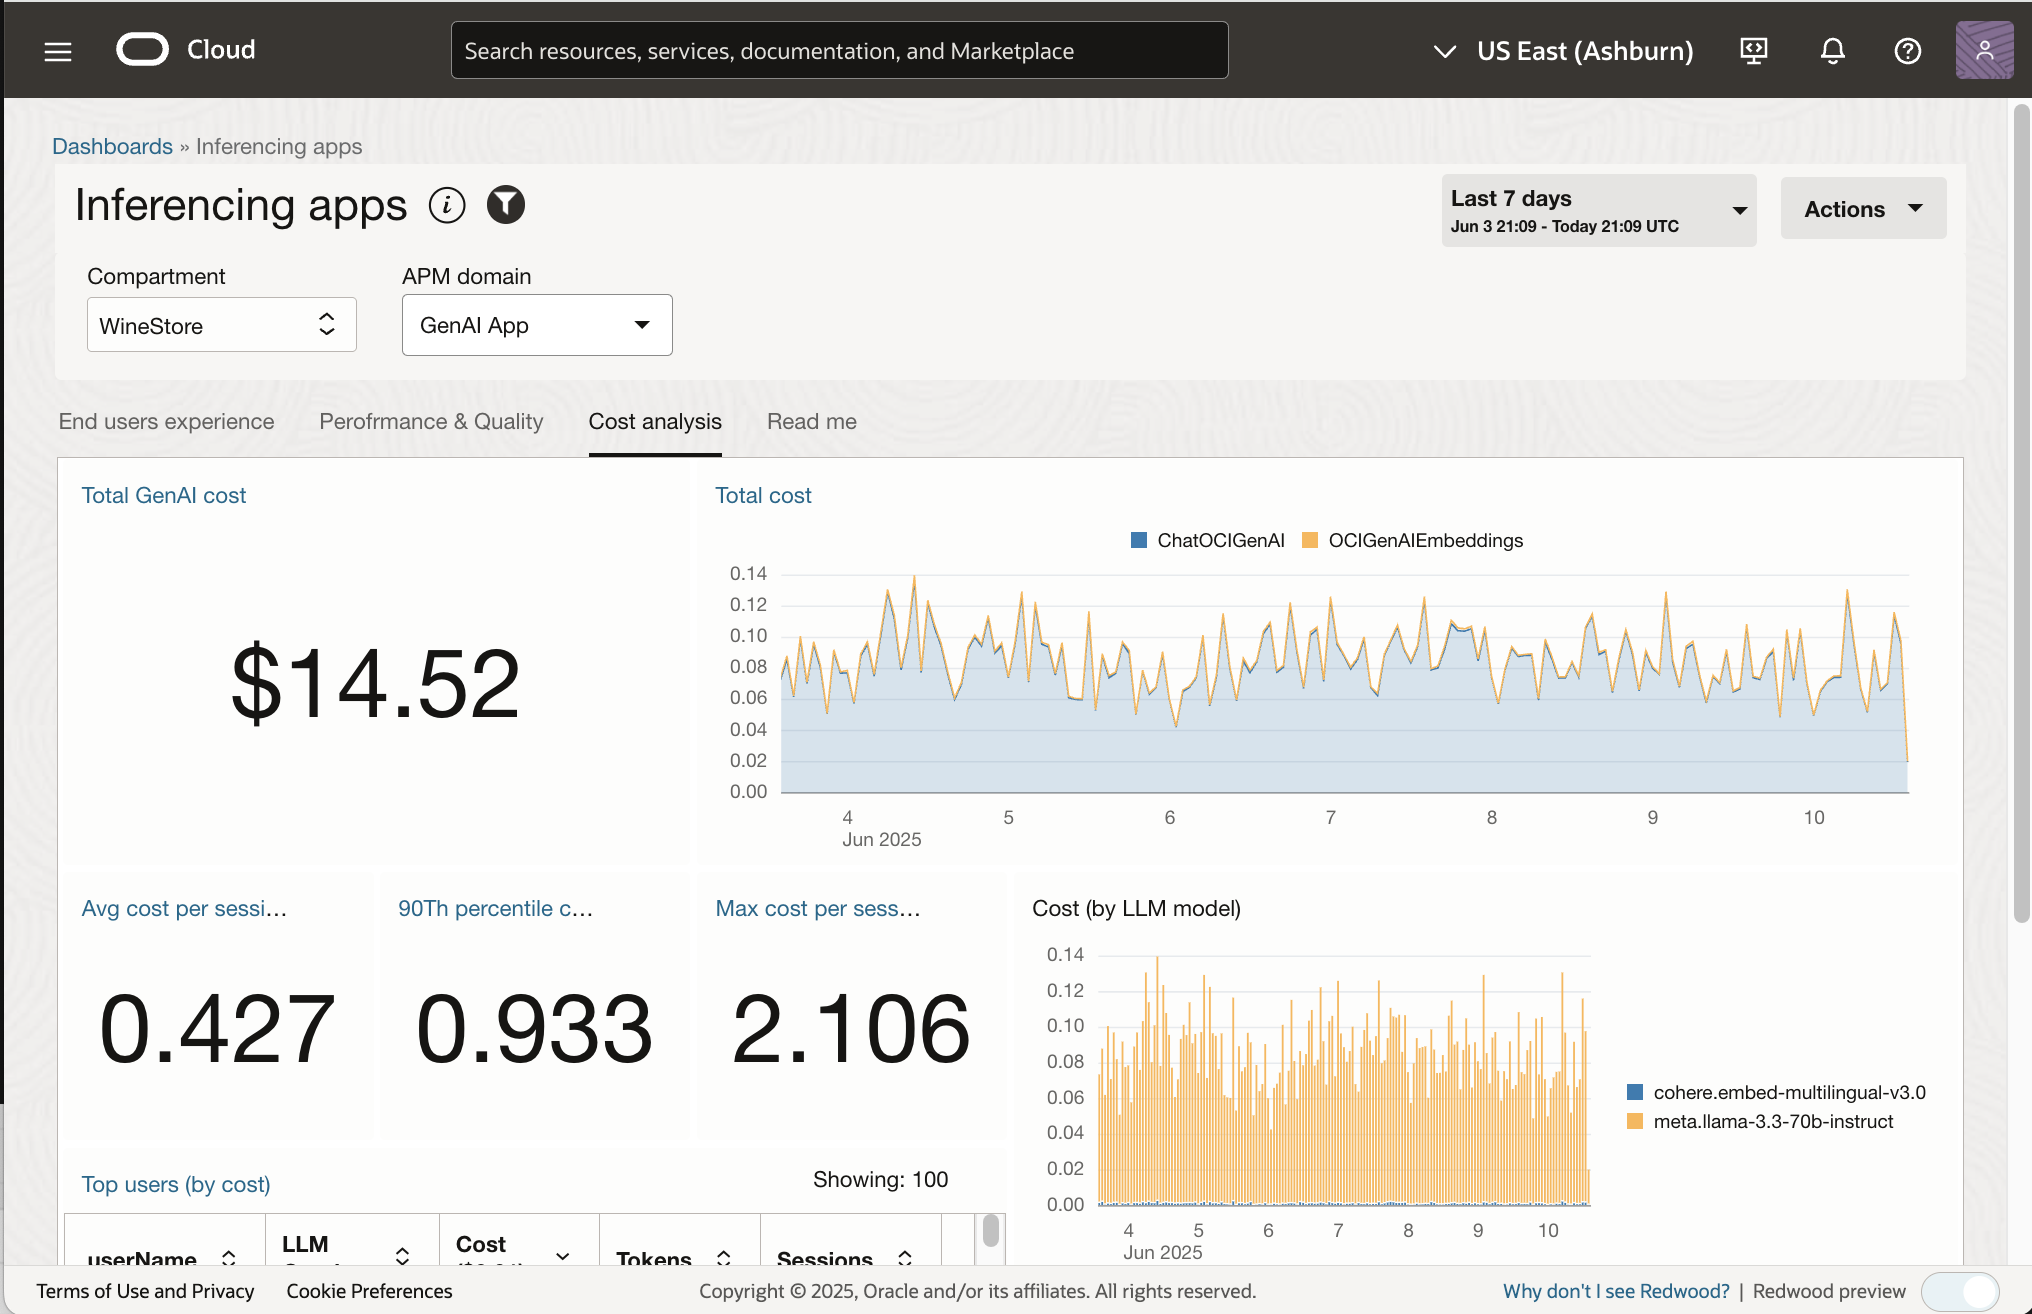 Cloud
Search resources, services, documentation, and Marketplace
US East (Ashburn)
Dashboards » Inferencing apps
Inferencing apps
Last 7 days
Jun 3 21:09 - Today 21:09 UTC
Actions
Compartment
APM domain
WineStore
GenAI App
End users experience
Perofrmance & Quality
Cost analysis
Read me
Total GenAI cost
$14.52
Total cost
ChatOCIGenAI
OCIGenAIEmbeddings
0.14
0.12
0.10
0.08
0.06
0.04
0.02
0.00
4 5 6 7 8 9 10
Jun 2025
Avg cost per sessi...
0.427
90Th percentile c...
0.933
Max cost per sess...
2.106
Cost (by LLM model)
0.14
0.12
0.10
0.08
0.06
0.04
0.02
0.00
4 5 6 7 8 9 10
Jun 2025
cohere.embed-multilingual-v3.0
meta.llama-3.3-70b-instruct
Top users (by cost)
Showing: 100
userName
LLM
Cost
Tokens
Sessions
Terms of Use and Privacy
Cookie Preferences
Copyright © 2025, Oracle and/or its affiliates. All rights reserved.
Why don't I see Redwood? | Redwood preview